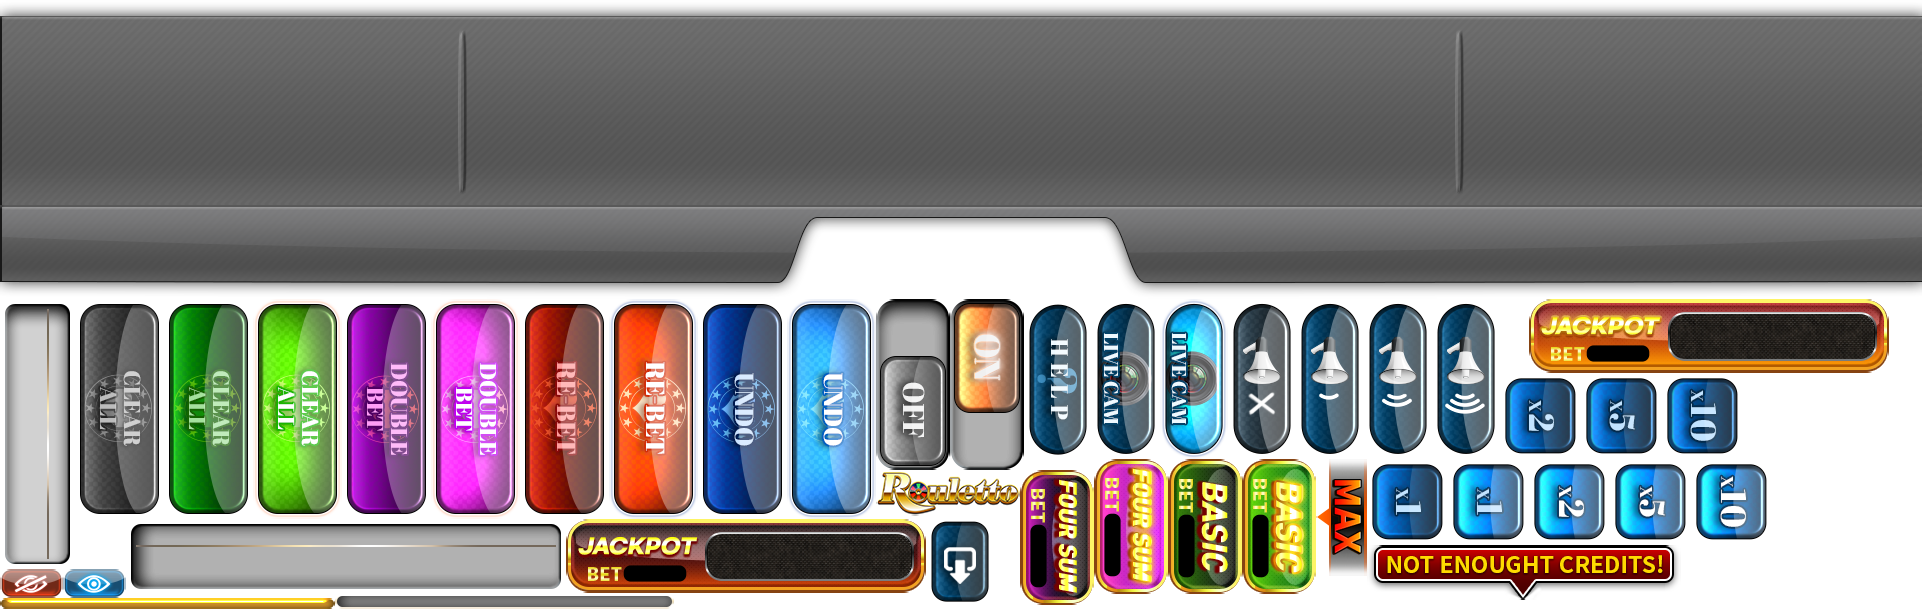 CLEAR
ALL
CLEAR
ALL
CLEAR
ALL
DOUBLE
BET
DOUBLE
BET
RE-BET
RE-BET
UNDO
UNDO
OFF
ON
HELP
LIVE CAM
LIVE CAM
JACKPOT
BET
x2
x5
x10
Rouletto
FOUR SUM
BET
FOUR SUM
BET
BASIC
BET
BASIC
BET
MAX
x1
x1
x2
x5
x10
JACKPOT
BET
NOT ENOUGHT CREDITS!